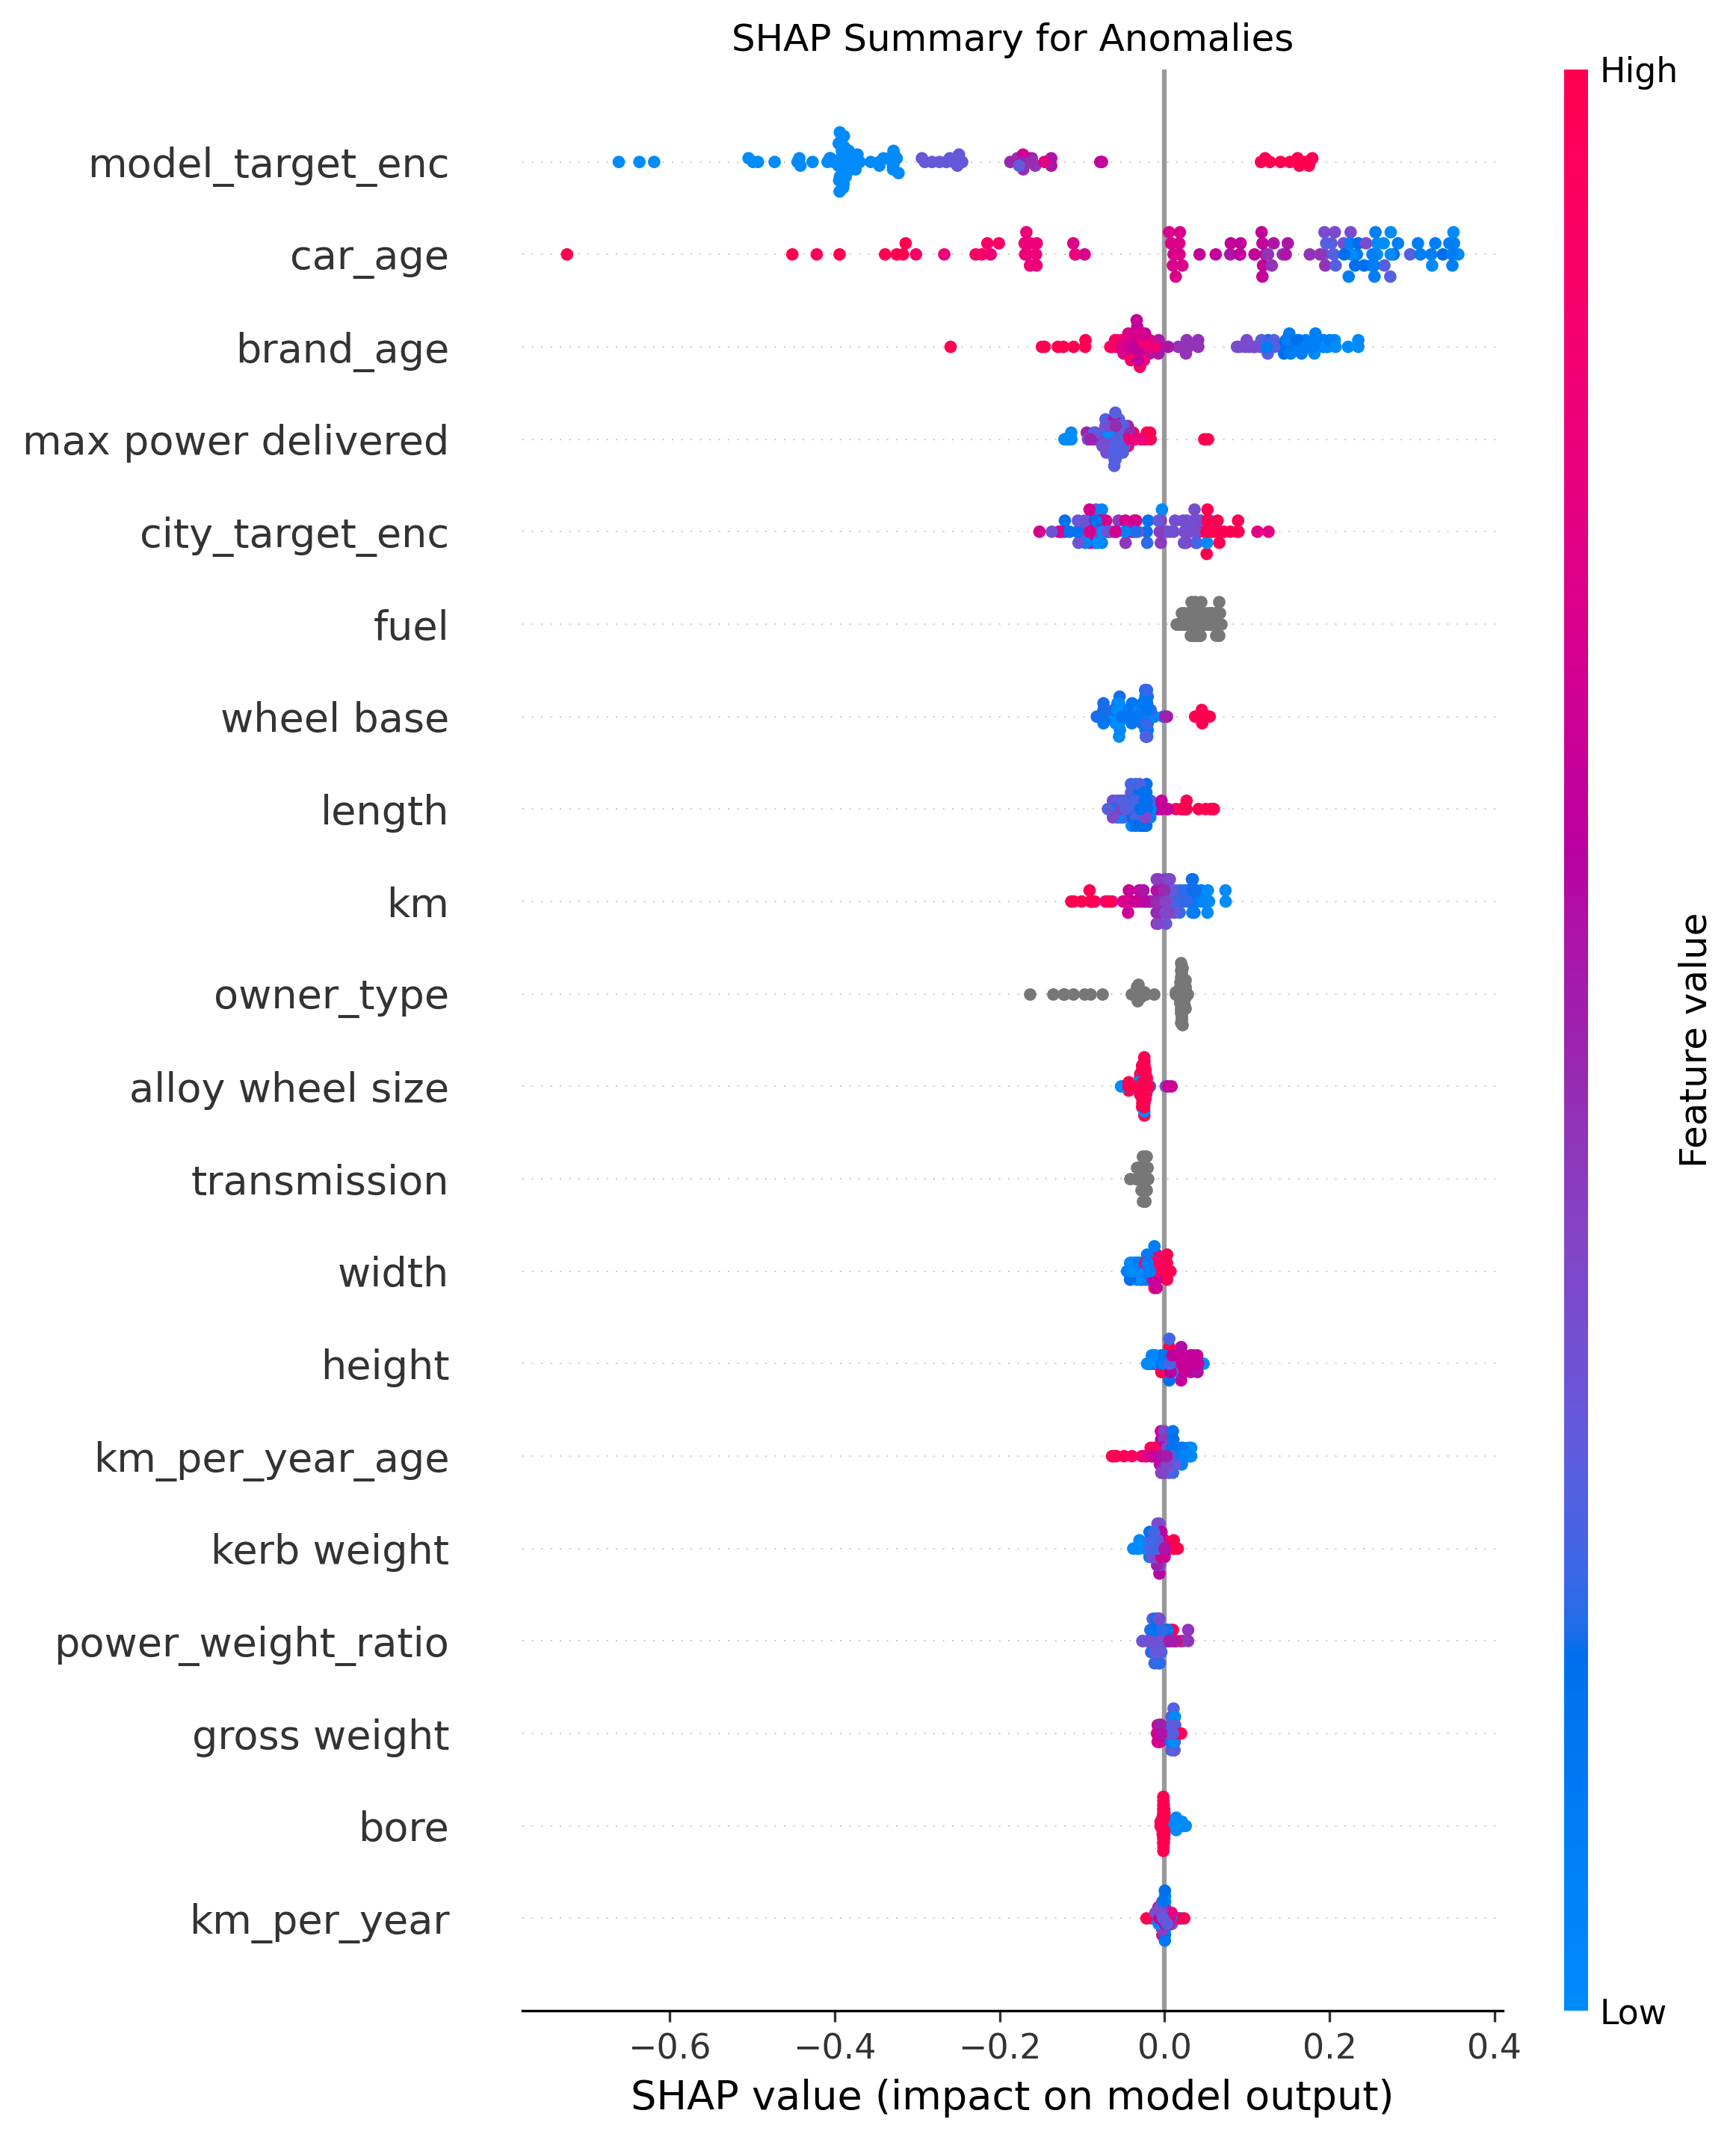 SHAP Summary for Anomalies
High
model_target_enc
car_age
brand_age
max power delivered
city_target_enc
fuel
wheel base
length
km
owner_type
alloy wheel size
transmission
width
height
km_per_year_age
kerb weight
power_weight_ratio
gross weight
bore
km_per_year
Feature value
Low
−0.6 −0.4 −0.2 0.0 0.2 0.4
SHAP value (impact on model output)